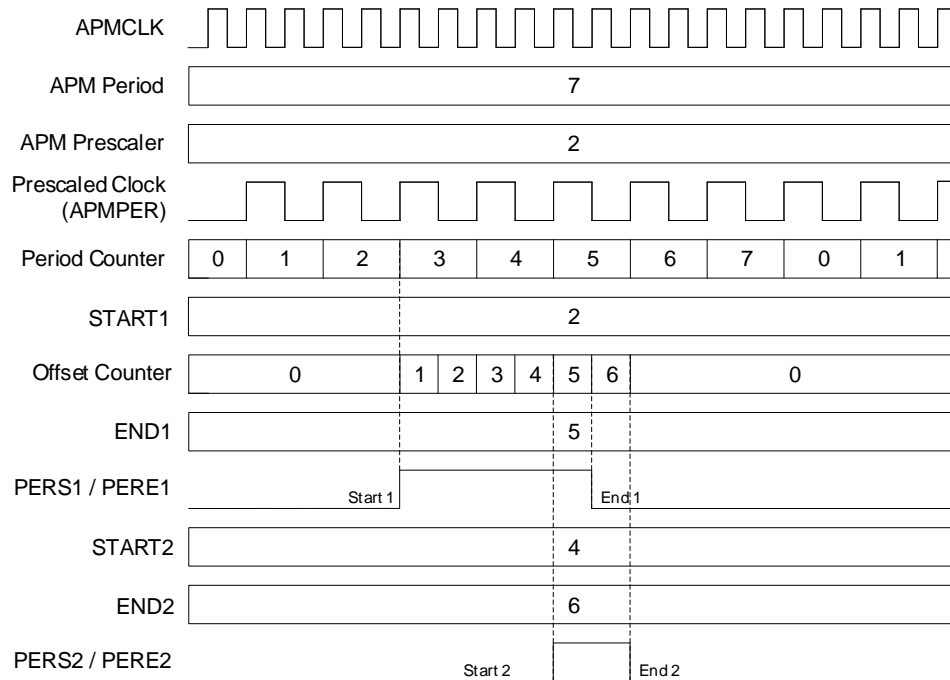 APMCLK
APM Period 7
APM Prescaler 2
Prescaled Clock
(APMPER)
Period Counter 0 1 2 3 4 5 6 7 0 1
START1 2
Offset Counter 0 1 2 3 4 5 6 0
END1 5
PERS1 / PERE1 Start 1 End 1
START2 4
END2 6
PERS2 / PERE2 Start 2 End 2